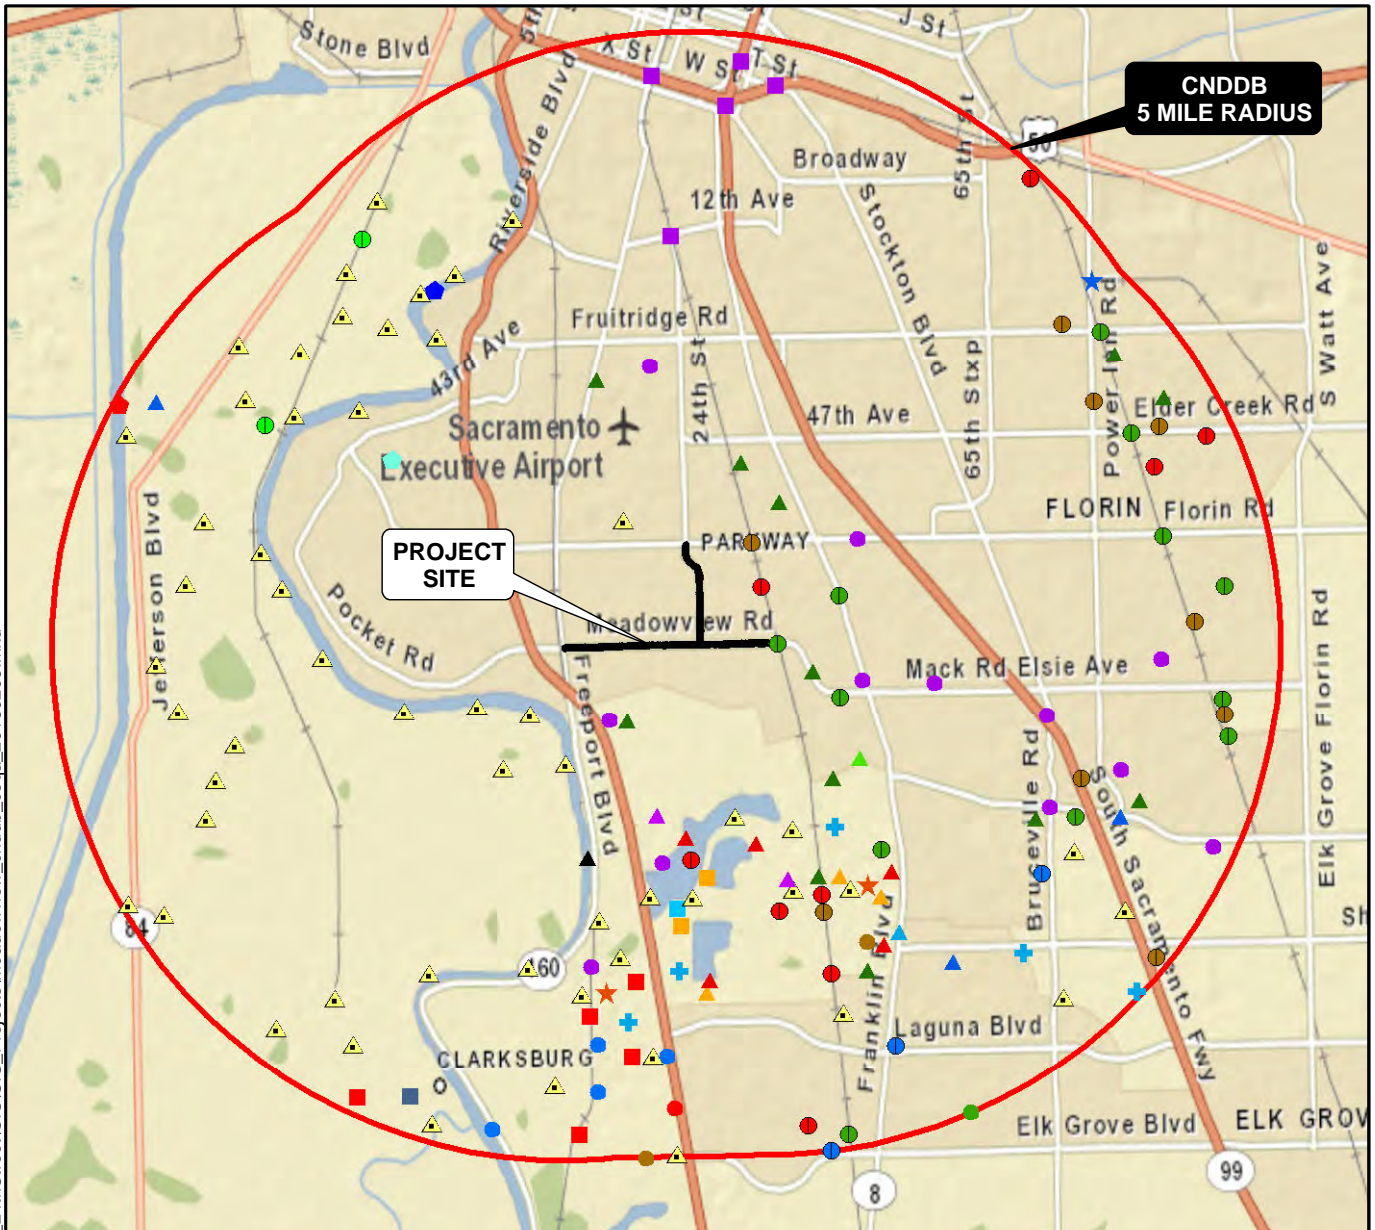 Stone Blvd
5th
St
J St
X St
W St
T St
CNDDB
5 MILE RADIUS
50
Riverside Blvd
65th St
Broadway
12th Ave
Stockton Blvd
S Watt Ave
Fruitridge Rd
Power Inn Rd
43rd Ave
24th St
65th Stxp
47th Ave
Elder Creek Rd
Sacramento
Executive Airport
FLORIN
Florin Rd
Jefferson Blvd
PROJECT
SITE
PARKWAY
Meadowview Rd
Pocket Rd
Mack Rd
Elsie Ave
Freeport Blvd
Bruceville Rd
South Sacramento Fwy
Elk Grove Florin Rd
84
Sh
160
Franklin Blvd
Laguna Blvd
CLARKSBURG
Elk Grove Blvd
ELK GROV
8
99